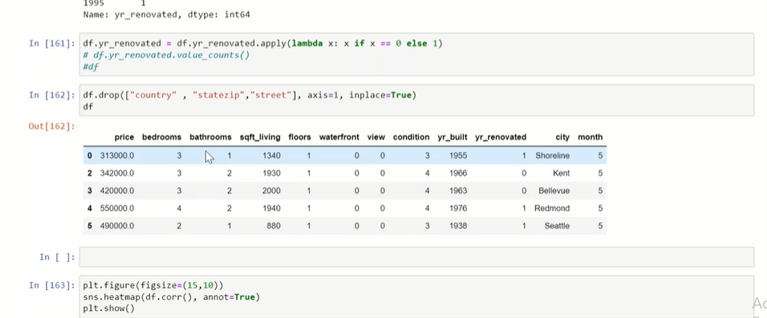 1995 1
Name: yr_renovated, dtype: int64
In [161]: df.yr_renovated = df.yr_renovated.apply(lambda x: x if x == 0 else 1)
# df.yr_renovated.value_counts()
#df
In [162]: df.drop(["country" , "statezip","street"], axis=1, inplace=True)
df
Out[162]:
price bedrooms bathrooms sqft_living floors waterfront view condition yr_built yr_renovated city month
0 313000.0 3 1 1340 1 0 0 3 1955 1 Shoreline 5
2 342000.0 3 2 1930 1 0 0 4 1966 0 Kent 5
3 420000.0 3 2 2000 1 0 0 4 1963 0 Bellevue 5
4 550000.0 4 2 1940 1 0 0 4 1976 1 Redmond 5
5 490000.0 2 1 880 1 0 0 3 1938 1 Seattle 5
In [ ]:
In [163]: plt.figure(figsize=(15,10))
sns.heatmap(df.corr(), annot=True)
plt.show()